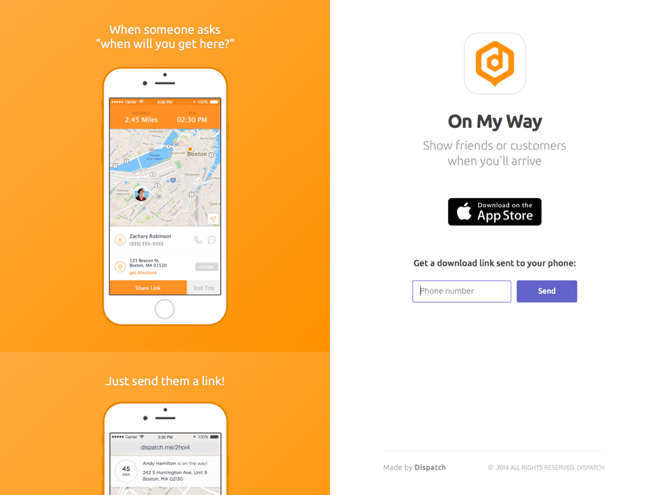 When someone asks
"when will you get here?"
Carrier
3:30 PM
100%
DISTANCE
ETA
2.45 Miles
02:30 PM
Boston
Zachary Robinson
(555) 555-5555
123 Beacon St,
Boston, MA 01520
get directions
Change
Share Link
End Trip
Just send them a link!
Carrier
3:30 PM
100%
dispatch.me/2hoi4
45
min
Andy Hamilton is on the way!
242 S Huntington Ave. Unit 9
Boston, MA 02130
On My Way
Show friends or customers
when you'll arrive
Download on the
App Store
Get a download link sent to your phone:
Phone number
Send
Made by Dispatch
© 2014 ALL RIGHTS RESERVED. DISPATCH